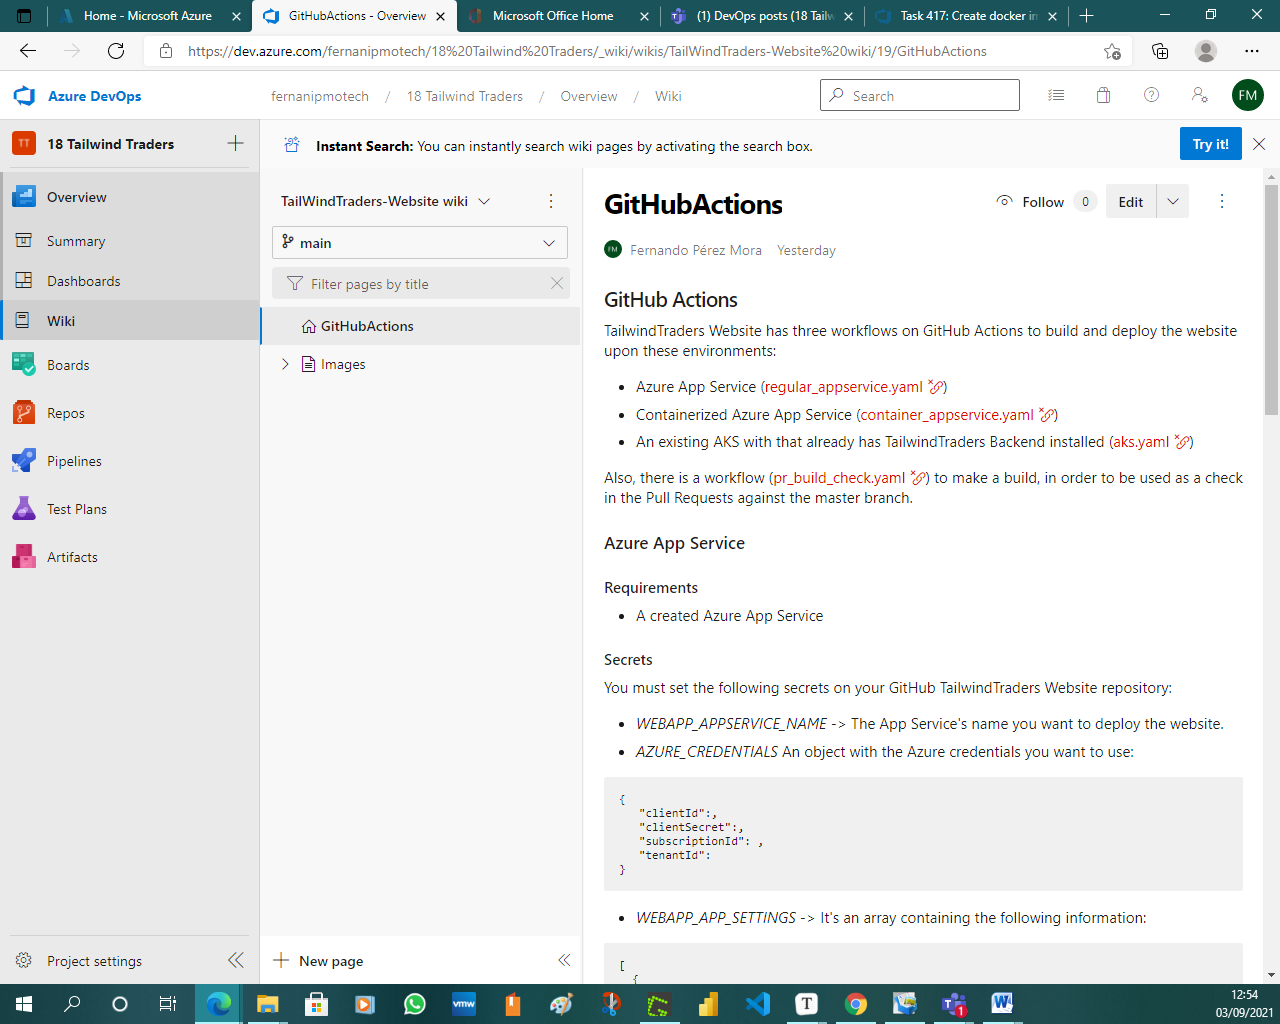 Home - Microsoft Azure
GitHubActions - Overview
Microsoft Office Home
(1) DevOps posts (18 Tailw
Task 417: Create docker im
https://dev.azure.com/fernanipmotech/18%20Tailwind%20Traders/_wiki/wikis/TailWindTraders-Website%20wiki/19/GitHubActions
Azure DevOps
fernanipmotech / 18 Tailwind Traders / Overview / Wiki
Search
FM
TT
18 Tailwind Traders
Instant Search: You can instantly search wiki pages by activating the search box.
Try it!
Overview
Summary
Dashboards
Wiki
Boards
Repos
Pipelines
Test Plans
Artifacts
Project settings
TailWindTraders-Website wiki
main
Filter pages by title
GitHubActions
Images
New page
GitHubActions
Follow 0
Edit
FM Fernando Pérez Mora Yesterday
GitHub Actions
TailwindTraders Website has three workflows on GitHub Actions to build and deploy the website
upon these environments:
• Azure App Service (regular_appservice.yaml)
• Containerized Azure App Service (container_appservice.yaml)
• An existing AKS with that already has TailwindTraders Backend installed (aks.yaml)
Also, there is a workflow (pr_build_check.yaml) to make a build, in order to be used as a check
in the Pull Requests against the master branch.
Azure App Service
Requirements
• A created Azure App Service
Secrets
You must set the following secrets on your GitHub TailwindTraders Website repository:
• WEBAPP_APPSERVICE_NAME -> The App Service's name you want to deploy the website.
• AZURE_CREDENTIALS An object with the Azure credentials you want to use:
{
"clientId":,
"clientSecret":,
"subscriptionId": ,
"tenantId":
}
• WEBAPP_APP_SETTINGS -> It's an array containing the following information:
[
{
vmw
T
1
W
12:54
03/09/2021